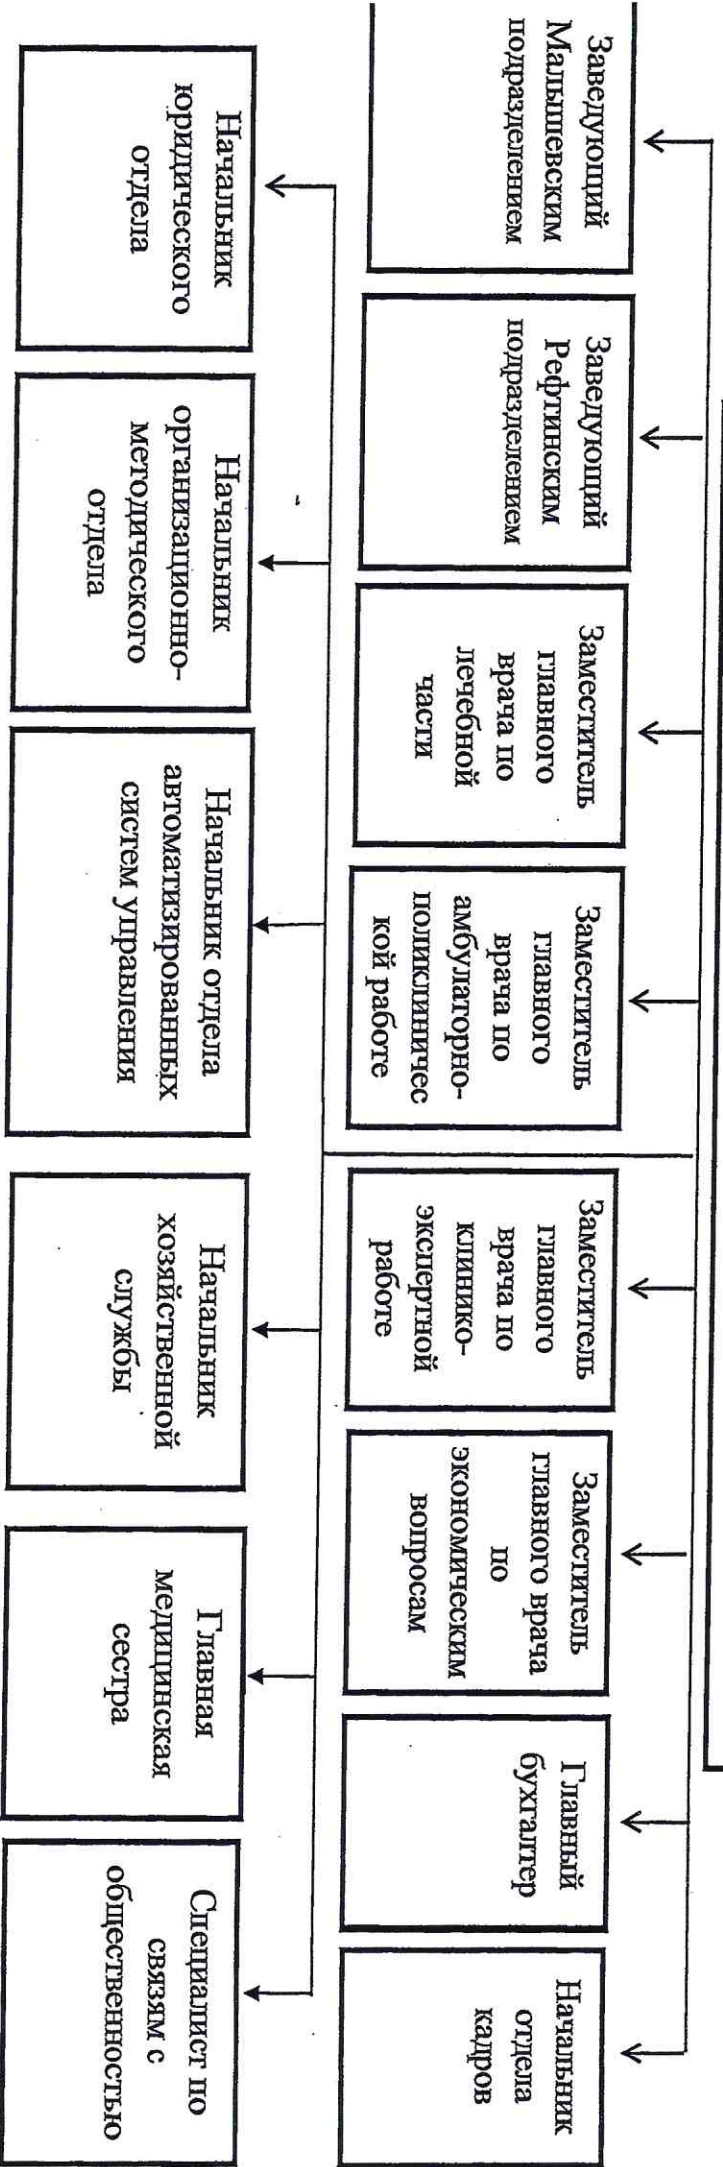 Заведующий
Малышевским
подразделением
Заведующий
Рефтинским
подразделением
Заместитель
главного
врача по
лечебной
части
Заместитель
главного
врача по
амбулаторно-
поликлиничес
кой работе
Заместитель
главного
врача по
клинико-
экспертной
работе
Заместитель
главного врача
по
экономическим
вопросам
Главный
бухгалтер
Начальник
отдела
кадров
Начальник
юридического
отдела
Начальник
организационно-
методического
отдела
Начальник отдела
автоматизированных
систем управления
Начальник
хозяйственной
службы
Главная
медицинская
сестра
Специалист по
связям с
общественностью